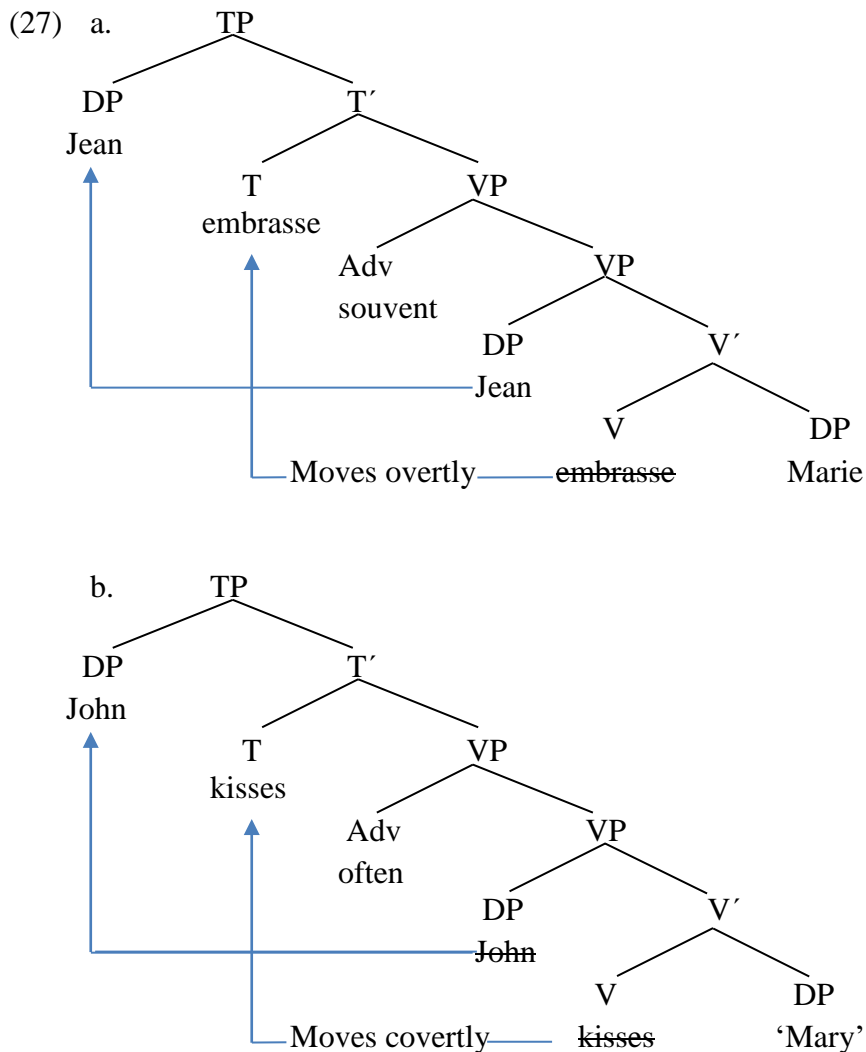 (27) a. TP
DP T´
Jean
T VP
embrasse
Adv VP
souvent
DP V´
Jean
V DP
Moves overtly embrasse Marie
b. TP
DP T´
John
T VP
kisses
Adv VP
often
DP V´
John
V DP
Moves covertly kisses ‘Mary’